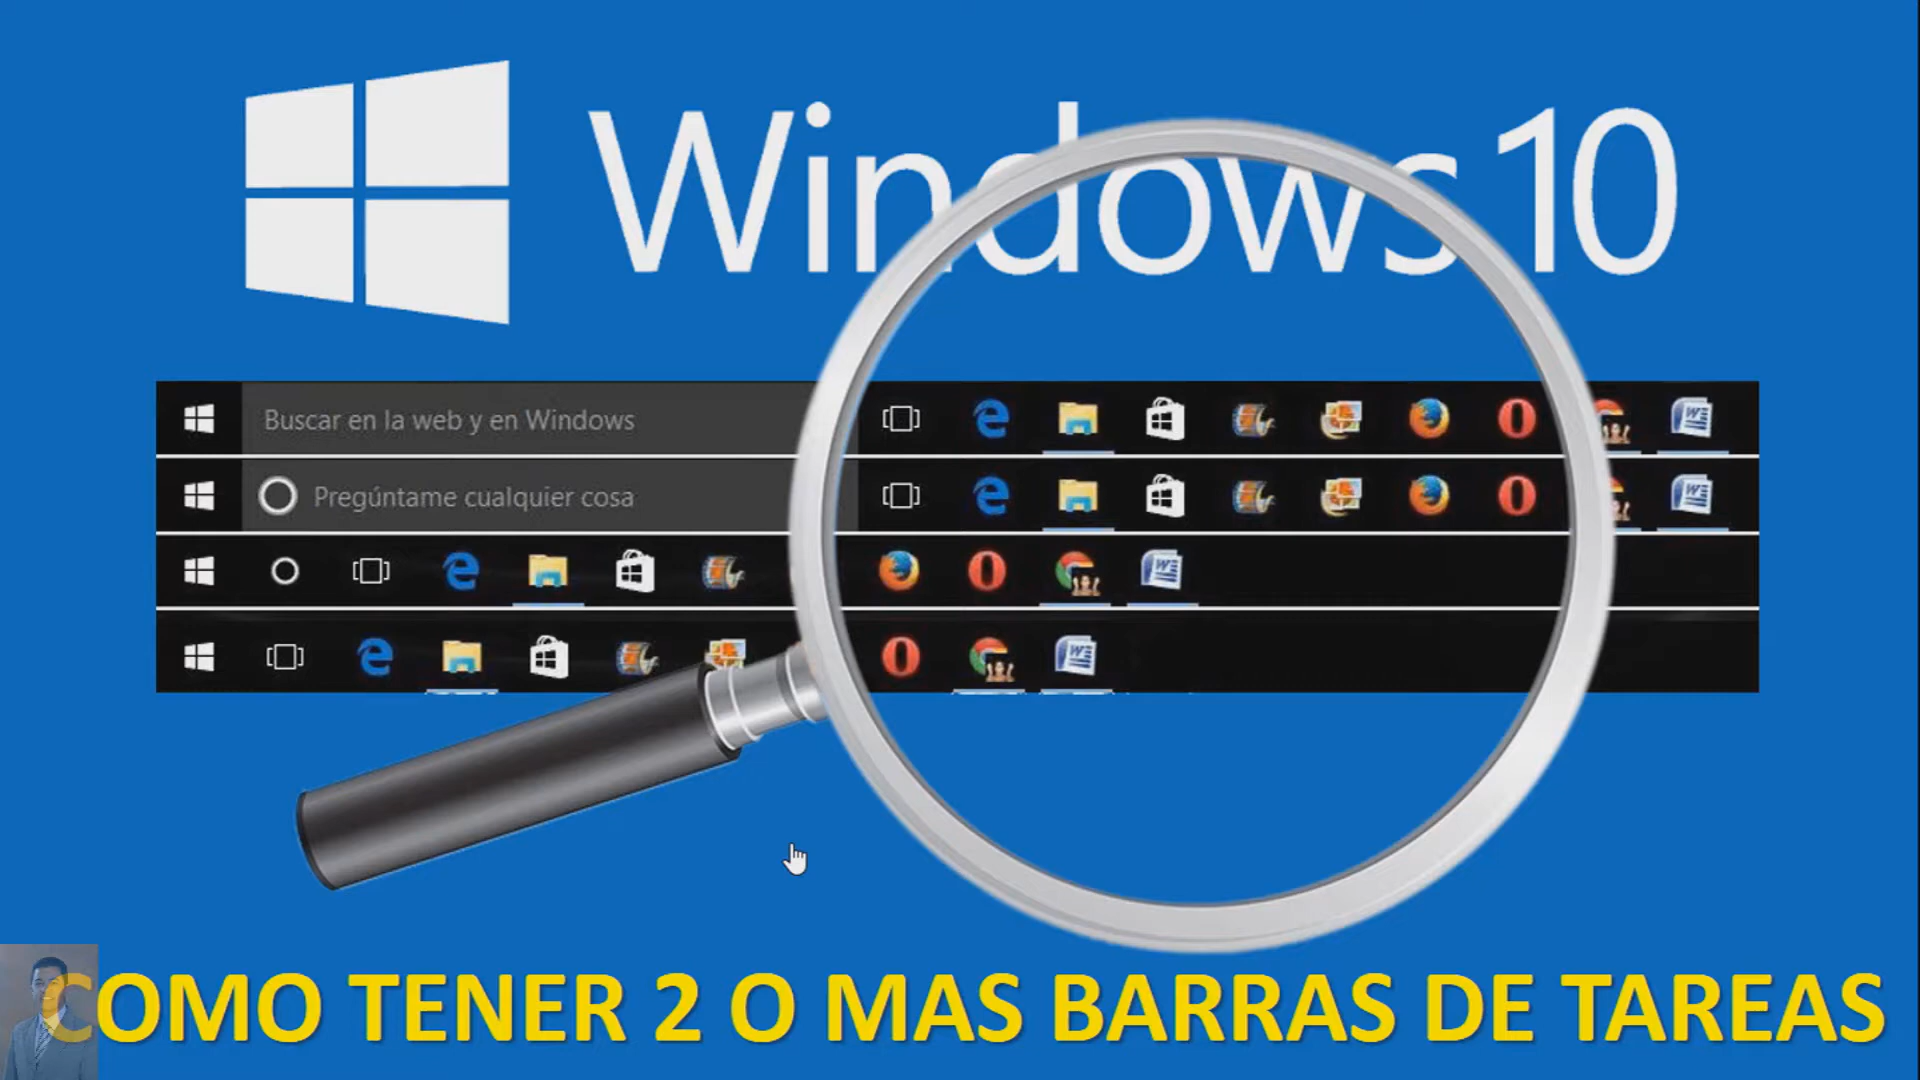 Windows 10
Buscar en la web y en Windows
Pregúntame cualquier cosa
COMO TENER 2 O MAS BARRAS DE TAREAS